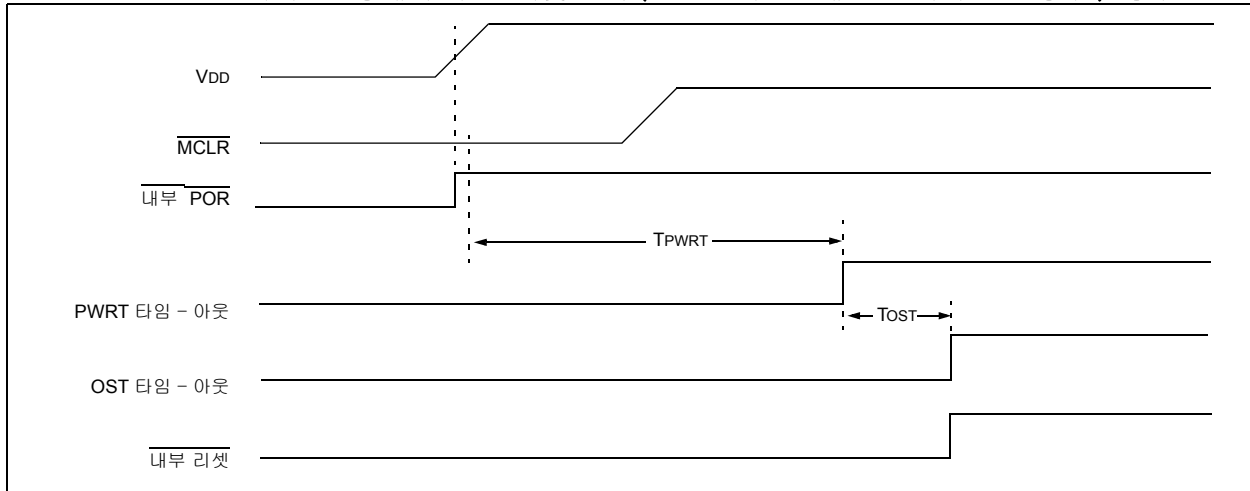 VDD
MCLR
내부 POR
TPWRT
PWRT 타임 – 아웃
TOST
OST 타임 – 아웃
내부 리셋